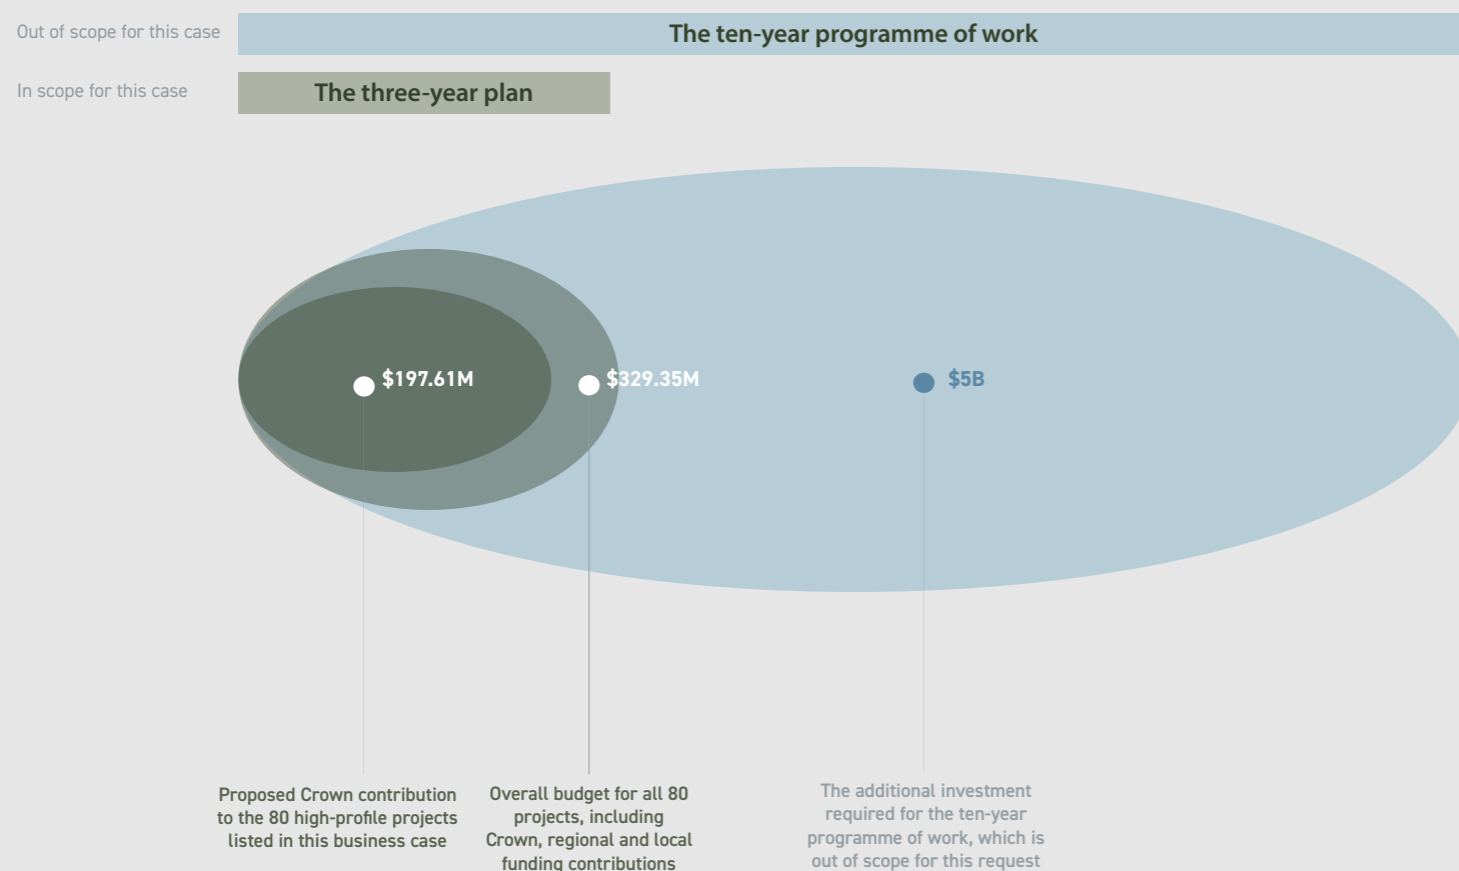 Out of scope for this case
The ten-year programme of work
In scope for this case
The three-year plan
$197.61M
$329.35M
$5B
Proposed Crown contribution
to the 80 high-profile projects
listed in this business case
Overall budget for all 80
projects, including
Crown, regional and local
funding contributions
The additional investment
required for the ten-year
programme of work, which is
out of scope for this request